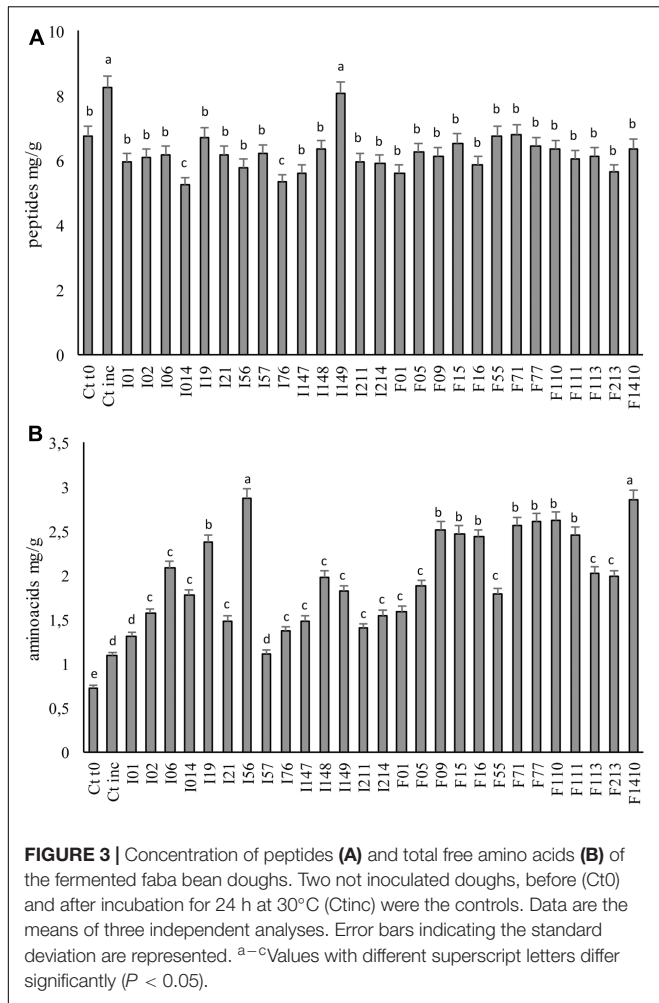 A
peptides mg/g
10
8
6
4
2
0
b a b b b c b b b b c b b a b b b b b b b b b b b b b b b
Ct t0 Ct inc I01 I02 I06 I014 I19 I21 I56 I57 I76 I147 I148 I149 I211 I214 F01 F05 F09 F15 F16 F55 F71 F77 F110 F111 F113 F213 F1410
B
aminoacids mg/g
3,5
3
2,5
2
1,5
1
0,5
0
e d d c c c b c a d c c c c c c c c b b b c b b b b c c a
Ct t0 Ct inc I01 I02 I06 I014 I19 I21 I56 I57 I76 I147 I148 I149 I211 I214 F01 F05 F09 F15 F16 F55 F71 F77 F110 F111 F113 F213 F1410
FIGURE 3 | Concentration of peptides (A) and total free amino acids (B) of
the fermented faba bean doughs. Two not inoculated doughs, before (Ct0)
and after incubation for 24 h at 30°C (Ctinc) were the controls. Data are the
means of three independent analyses. Error bars indicating the standard
deviation are represented. a−cValues with different superscript letters differ
significantly (P < 0.05).